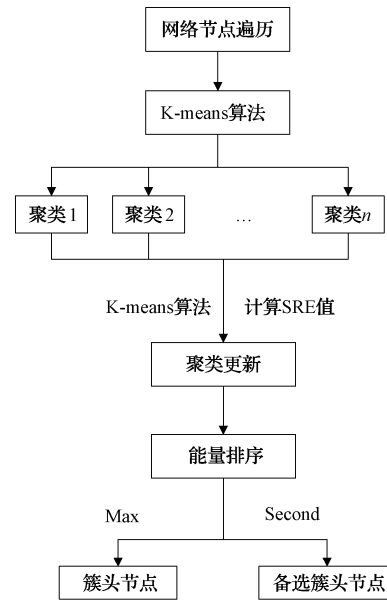 网络节点遍历
K-means算法
聚类1 聚类2 … 聚类n
K-means算法 计算SRE值
聚类更新
能量排序
Max Second
簇头节点 备选簇头节点